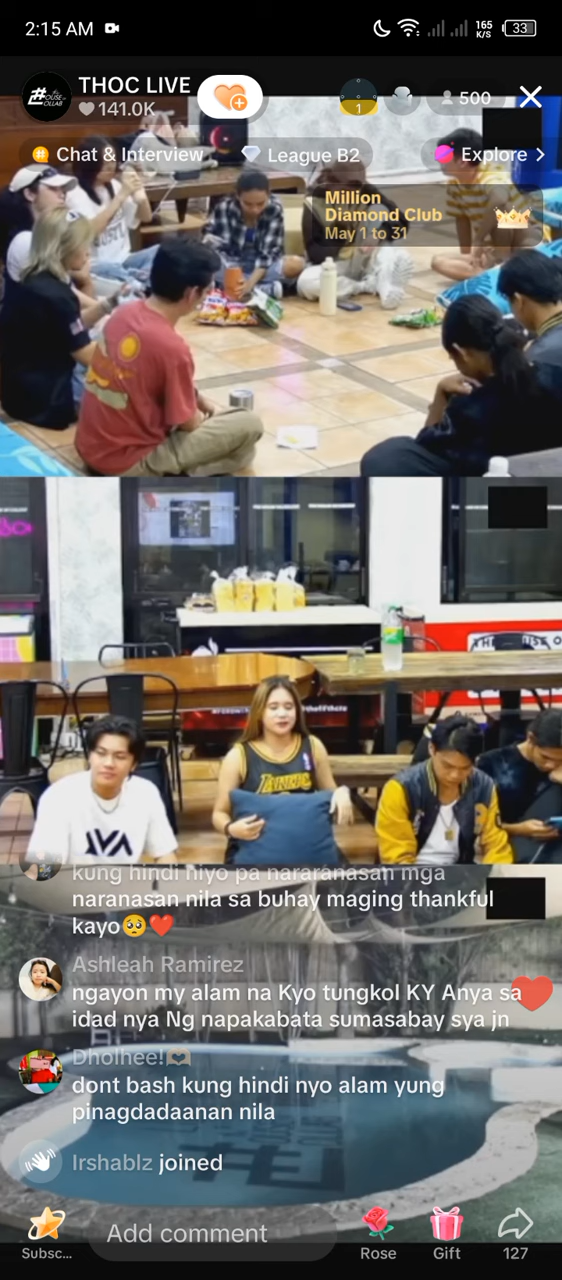 2:15 AM
165
K/S
33
THOC LIVE
141.0K
1
500
Chat & Interview
League B2
Explore
Million
Diamond Club
May 1 to 31
kung hindi niyo pa nararanasan mga
naranasan nila sa buhay maging thankful
kayo🥺❤️
Ashleah Ramirez
ngayon my alam na Kyo tungkol KY Anya sa
idad nya Ng napakabata sumasabay sya jn
Dholhee!🫶
dont bash kung hindi nyo alam yung
pinagdadaanan nila
Irshablz joined
Add comment
Subsc...
Rose
Gift
127